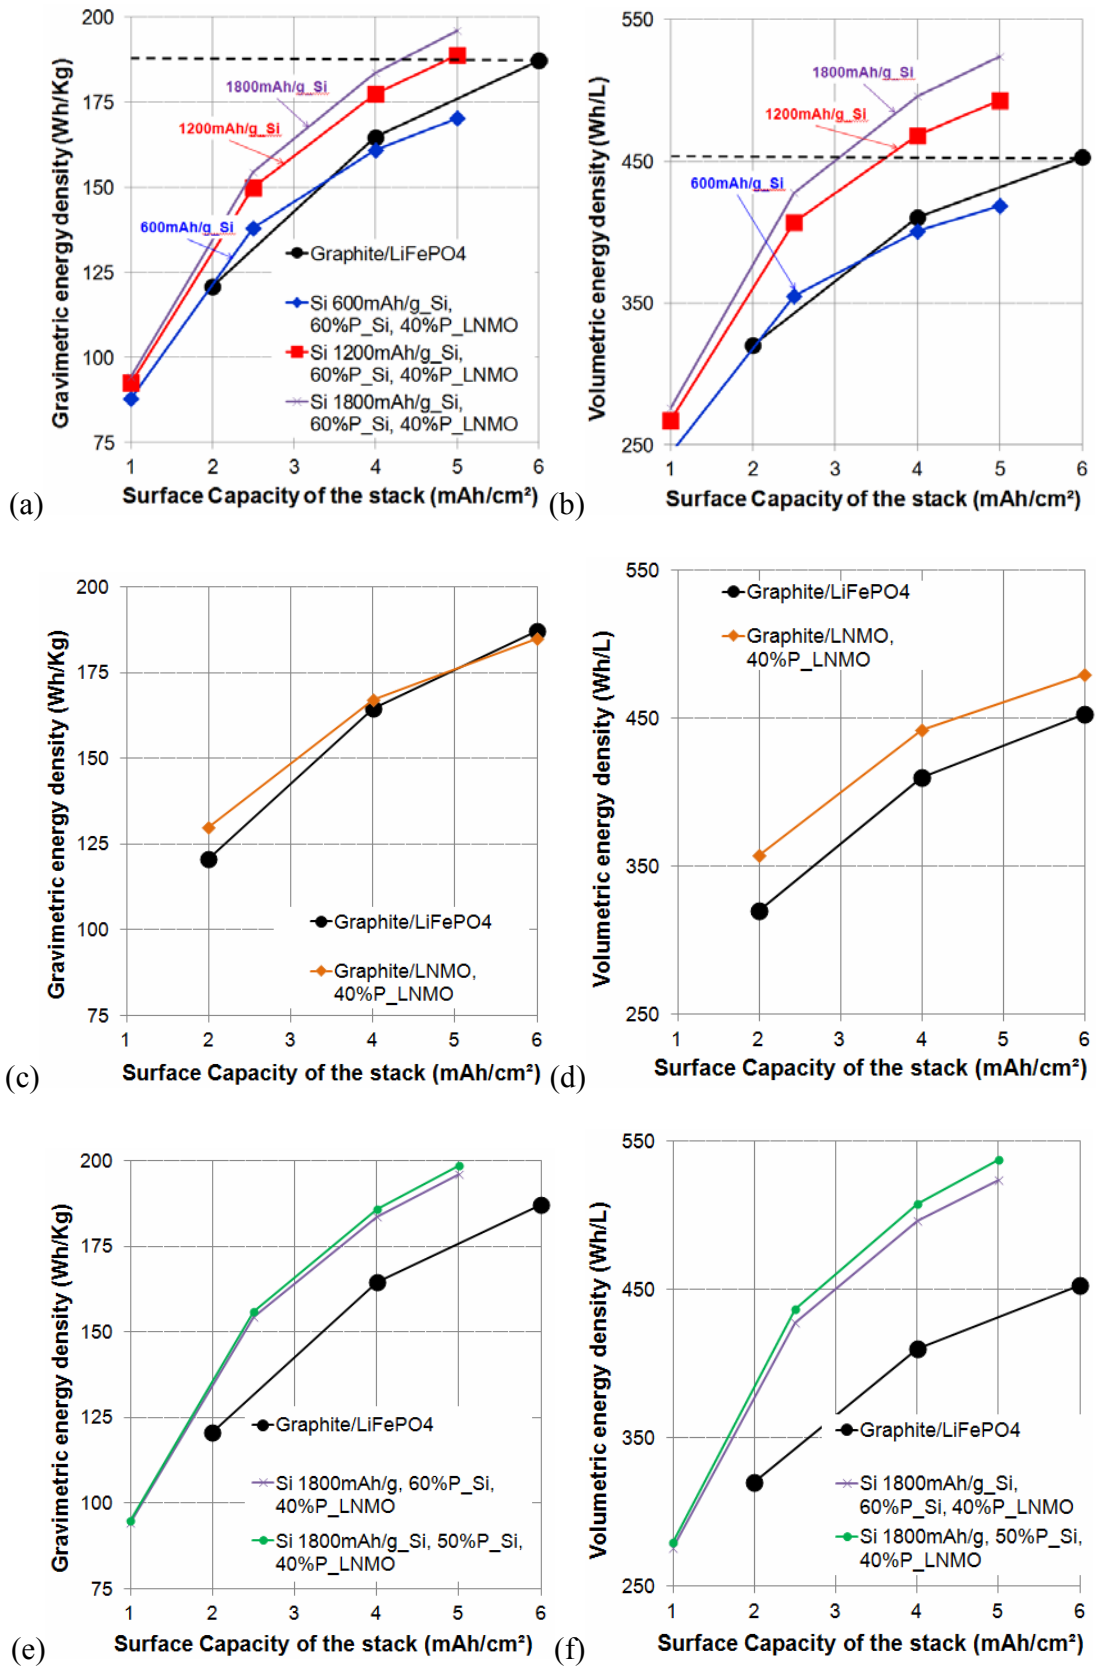 200
175
150
125
100
75
1 2 3 4 5 6
Gravimetric energy density (Wh/Kg)
Surface Capacity of the stack (mAh/cm²)
1800mAh/g_Si
1200mAh/g_Si
600mAh/g_Si
Graphite/LiFePO4
Si 600mAh/g_Si,
60%P_Si, 40%P_LNMO
Si 1200mAh/g_Si,
60%P_Si, 40%P_LNMO
Si 1800mAh/g_Si,
60%P_Si, 40%P_LNMO
(a)
550
450
350
250
1 2 3 4 5 6
Volumetric energy density (Wh/L)
Surface Capacity of the stack (mAh/cm²)
1800mAh/g_Si
1200mAh/g_Si
600mAh/g_Si
(b)
200
175
150
125
100
75
1 2 3 4 5 6
Gravimetric energy density (Wh/Kg)
Surface Capacity of the stack (mAh/cm²)
Graphite/LiFePO4
Graphite/LNMO,
40%P_LNMO
(c)
550
450
350
250
1 2 3 4 5 6
Volumetric energy density (Wh/L)
Surface Capacity of the stack (mAh/cm²)
Graphite/LiFePO4
Graphite/LNMO,
40%P_LNMO
(d)
200
175
150
125
100
75
1 2 3 4 5 6
Gravimetric energy density (Wh/Kg)
Surface Capacity of the stack (mAh/cm²)
Graphite/LiFePO4
Si 1800mAh/g, 60%P_Si,
40%P_LNMO
Si 1800mAh/g_Si, 50%P_Si,
40%P_LNMO
(e)
550
450
350
250
1 2 3 4 5 6
Volumetric energy density (Wh/L)
Surface Capacity of the stack (mAh/cm²)
Graphite/LiFePO4
Si 1800mAh/g_Si,
60%P_Si, 40%P_LNMO
Si 1800mAh/g, 50%P_Si,
40%P_LNMO
(f)